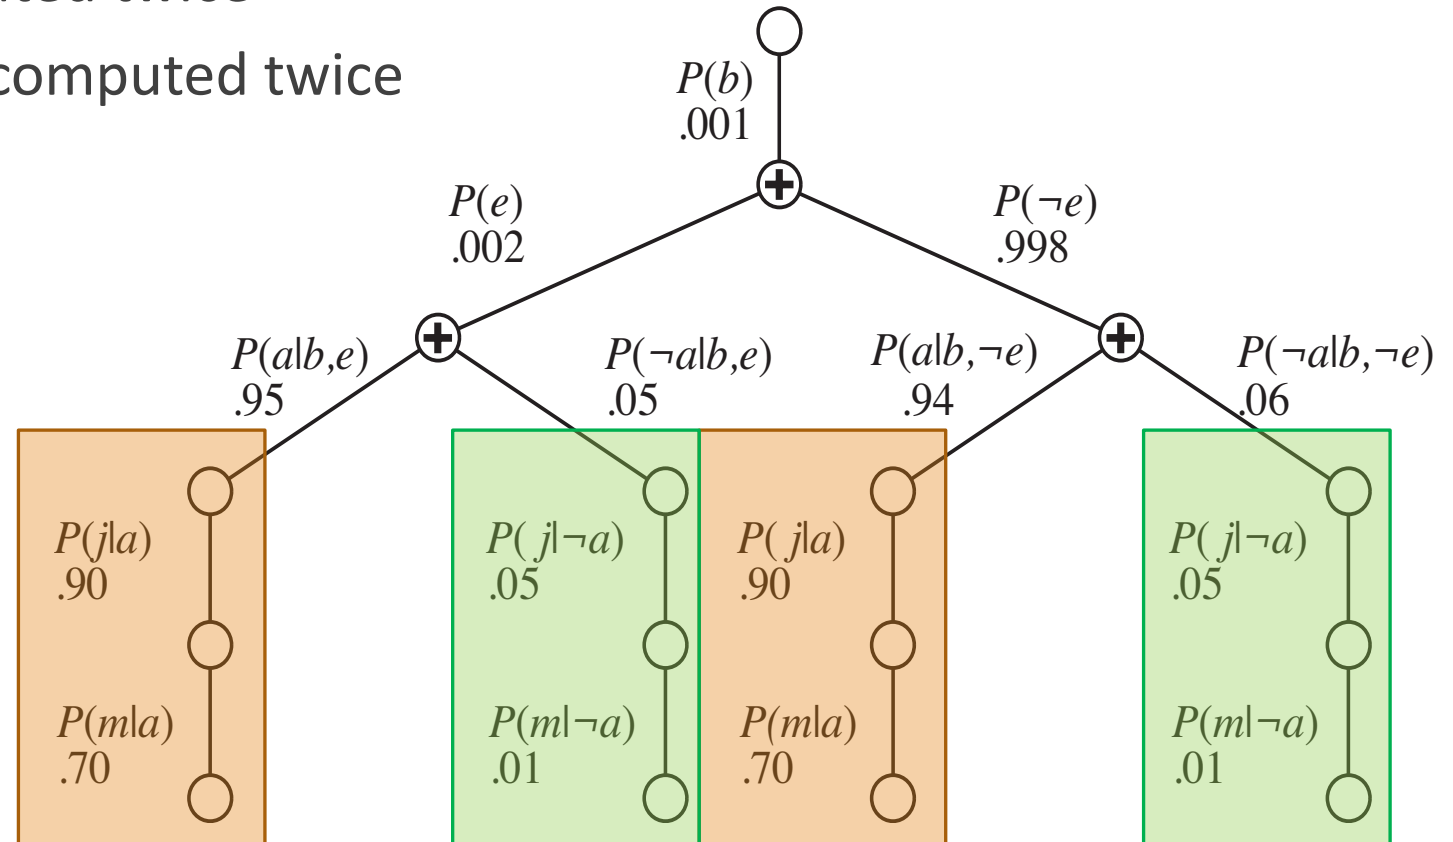 computed twice
P(b)
.001
P(e)
.002
P(¬e)
.998
P(a|b,e)
.95
P(¬a|b,e)
.05
P(a|b,¬e)
.94
P(¬a|b,¬e)
.06
P(j|a)
.90
P(j|¬a)
.05
P(j|a)
.90
P(j|¬a)
.05
P(m|a)
.70
P(m|¬a)
.01
P(m|a)
.70
P(m|¬a)
.01